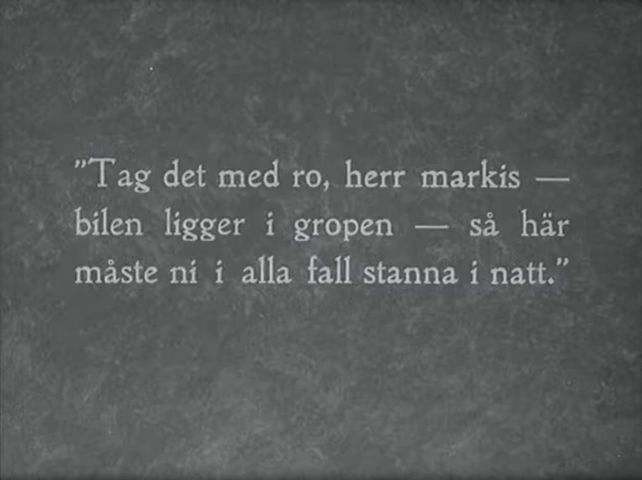 ”Tag det med ro, herr markis —
bilen ligger i gropen — så här
måste ni i alla fall stanna i natt.”